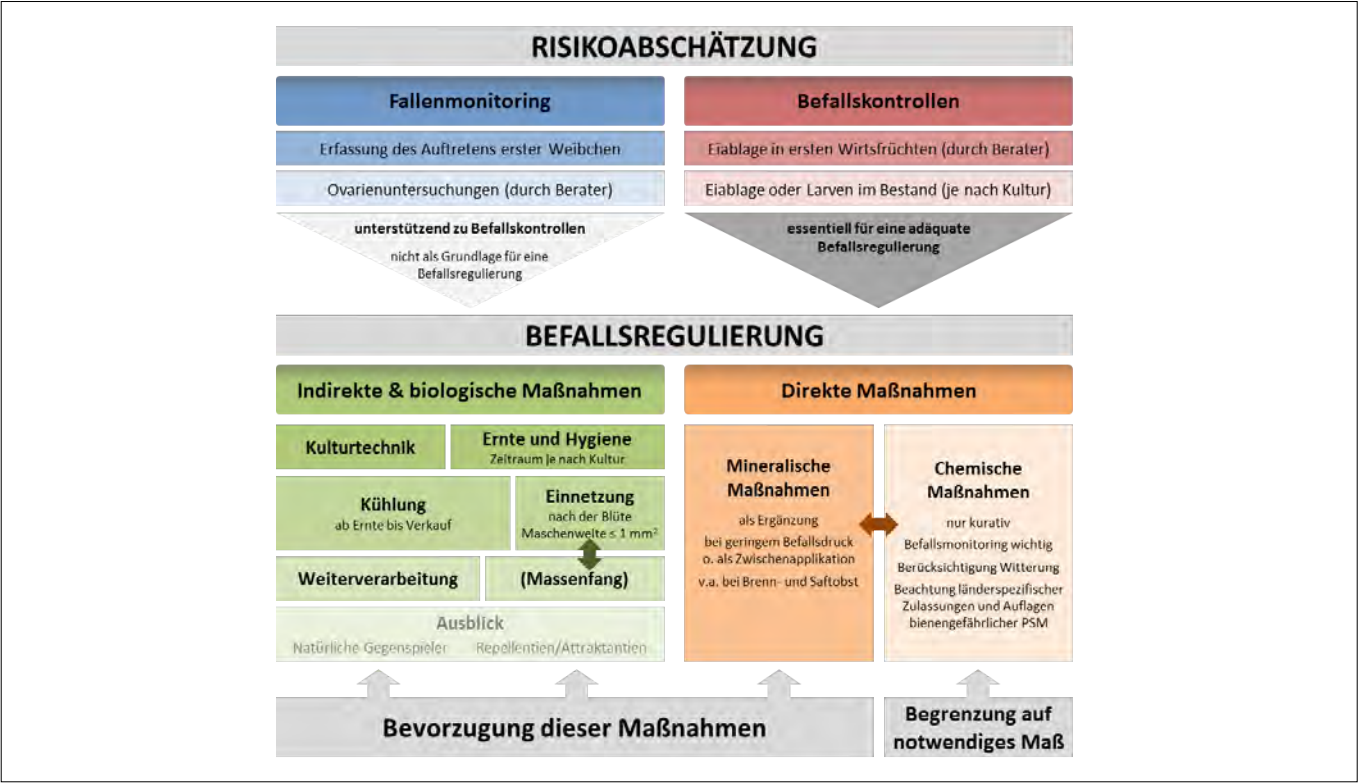 RISIKOABSCHÄTZUNG
Fallenmonitoring
Erfassung des Auftretens erster Weibchen
Ovarienuntersuchungen (durch Berater)
unterstützend zu Befallskontrollen
nicht als Grundlage für eine
Befallsregulierung
Befallskontrollen
Eiablage in ersten Wirtsfrüchten (durch Berater)
Eiablage oder Larven im Bestand (je nach Kultur)
essentiell für eine adäquate
Befallsregulierung
BEFALLSREGULIERUNG
Indirekte & biologische Maßnahmen
Kulturtechnik
Ernte und Hygiene
Zeitraum je nach Kultur
Kühlung
ab Ernte bis Verkauf
Einnetzung
nach der Blüte
Maschenweite ≤ 1 mm²
Weiterverarbeitung
(Massenfang)
Ausblick
Natürliche Gegenspieler
Repellentien/Attraktantien
Direkte Maßnahmen
Mineralische
Maßnahmen
als Ergänzung
bei geringem Befallsdruck
o. als Zwischenapplikation
v.a. bei Brenn- und Saftobst
Chemische
Maßnahmen
nur kurativ
Befallsmonitoring wichtig
Berücksichtigung Witterung
Beachtung länderspezifischer
Zulassungen und Auflagen
bienengefährlicher PSM
Bevorzugung dieser Maßnahmen
Begrenzung auf
notwendiges Maß